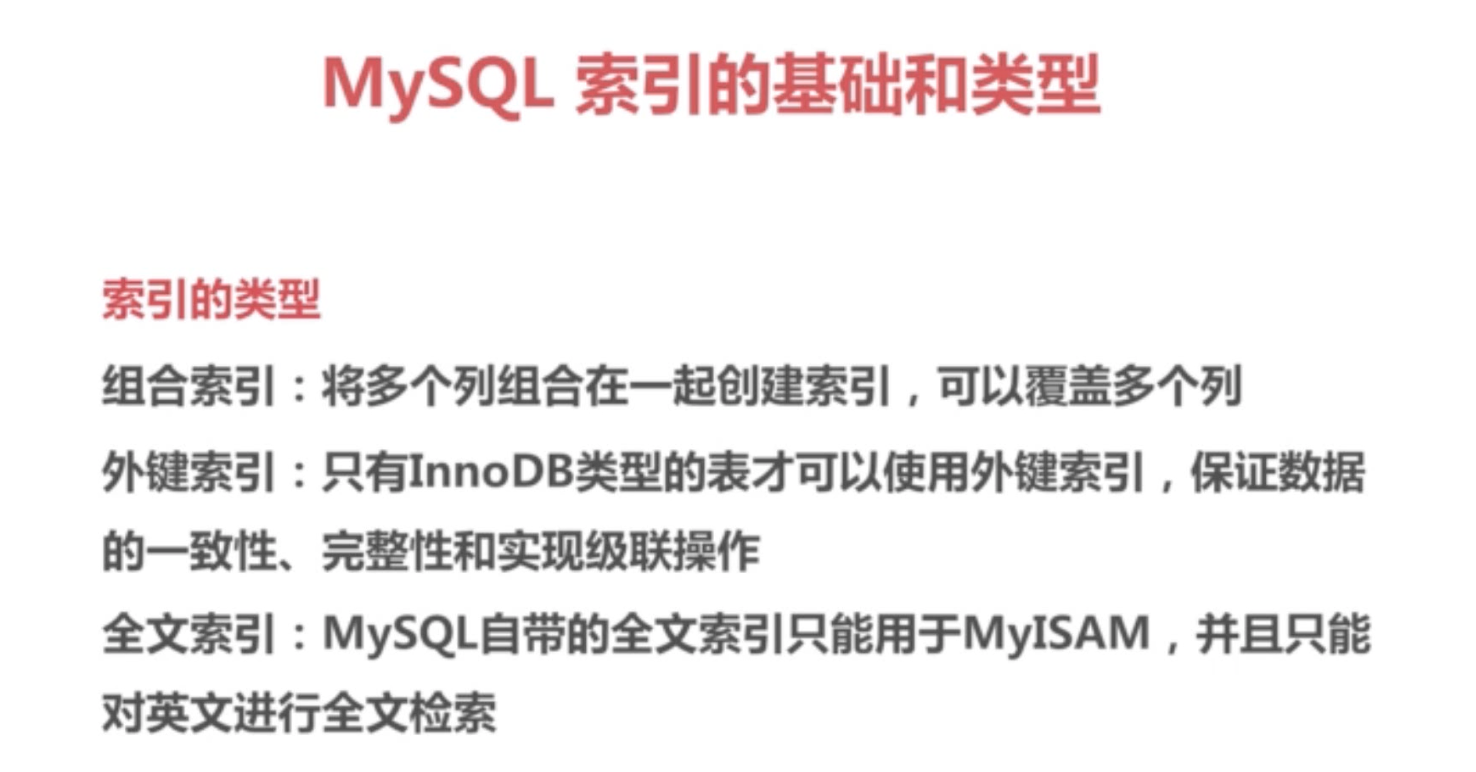 MySQL 索引的基础和类型
索引的类型
组合索引：将多个列组合在一起创建索引，可以覆盖多个列
外键索引：只有InnoDB类型的表才可以使用外键索引，保证数据
的一致性、完整性和实现级联操作
全文索引：MySQL自带的全文索引只能用于MyISAM，并且只能
对英文进行全文检索